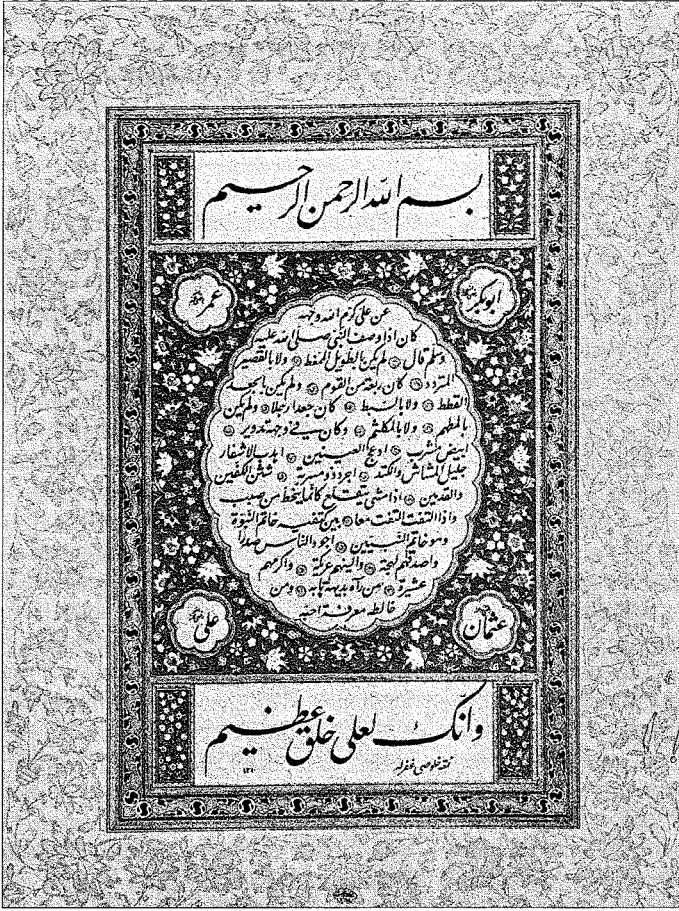 بسم الله الرحمن الرحيم
ابوبكر
عمر
عن علي كرم الله وجهه
كان اذا وصف النبي صلى الله عليه
وسلم قال لم يكن بالطويل الممغط ولا بالقصير
المتردد كان ربعة من القوم ولم يكن بالجعد
القطط ولا بالسبط كان جعدا رجلا ولم يكن
بالمطهم ولا بالمكلثم وكان في وجهه تدوير
ابيض مشرب ادعج العينين اهدب الاشفار
جليل المشاش والكتد اجرد ذو مسربة شثن الكفين
والقدمين اذا مشى يتقلع كانما ينحط من صبب
واذا التفت التفت معا بين كتفيه خاتم النبوة
وهو خاتم النبيين اجود الناس صدرا
واصدقهم لهجة والينهم عريكة واكرمهم
عشيرة من رآه بديهة هابه ومن
خالطه معرفة احبه
عثمان
علي
وانك لعلى خلق عظيم
غفرله